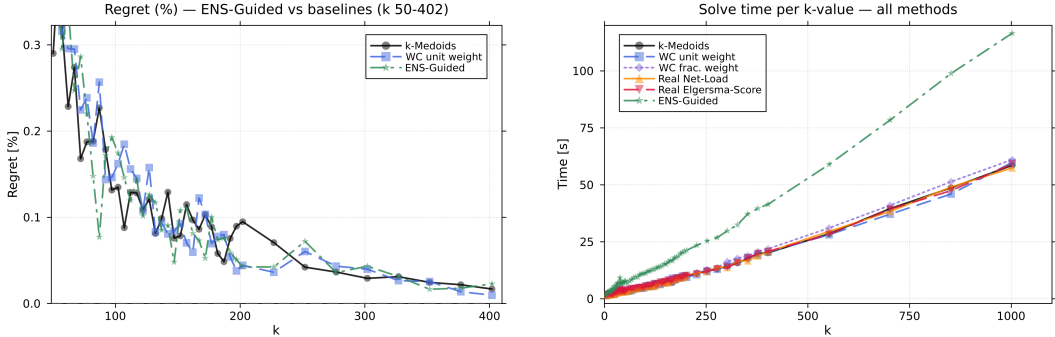 Regret (%) — ENS-Guided vs baselines (k 50-402)
k-Medoids
WC unit weight
ENS-Guided
0.3
0.2
0.1
0.0
Regret [%]
100
200
300
400
k
Solve time per k-value — all methods
k-Medoids
WC unit weight
WC frac. weight
Real Net-Load
Real Elgersma-Score
ENS-Guided
100
75
50
25
0
Time [s]
0
250
500
750
1000
k